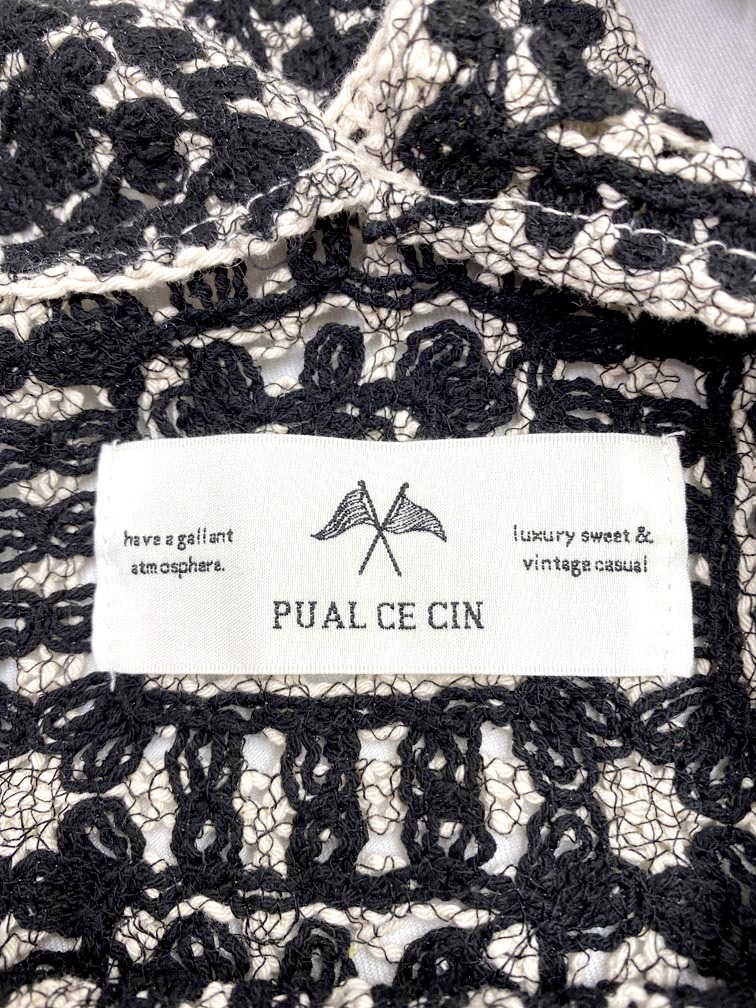 have a gallant
atmosphere.
luxury sweet &
vintage casual
PUAL CE CIN